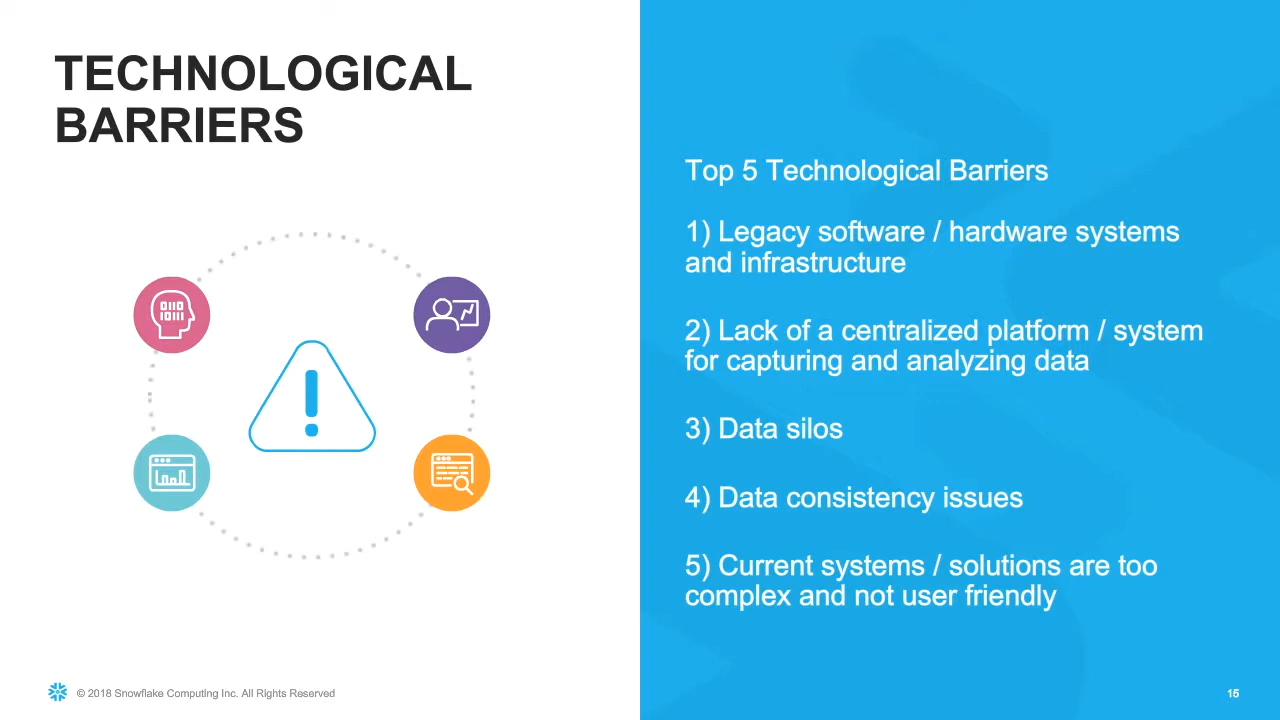 TECHNOLOGICAL
BARRIERS
0110
10111
Top 5 Technological Barriers
1) Legacy software / hardware systems
and infrastructure
2) Lack of a centralized platform / system
for capturing and analyzing data
3) Data silos
4) Data consistency issues
5) Current systems / solutions are too
complex and not user friendly
© 2018 Snowflake Computing Inc. All Rights Reserved
15